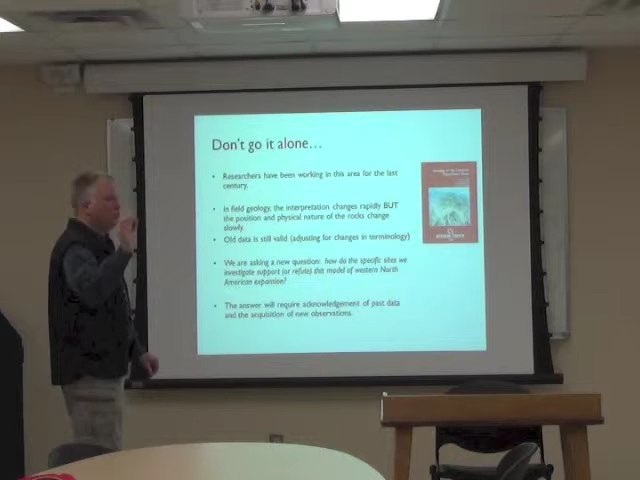 Don't go it alone…
• Researchers have been working in this area for the last
century.
• In field geology, the interpretation changes rapidly BUT
the position and physical nature of the rocks change
slowly.
• Old data is still valid (adjusting for changes in terminology)
• We are asking a new question: how do the specific sites we
investigate support (or refute) this model of western North
American expansion?
• The answer will require acknowledgement of past data
and the acquisition of new observations.